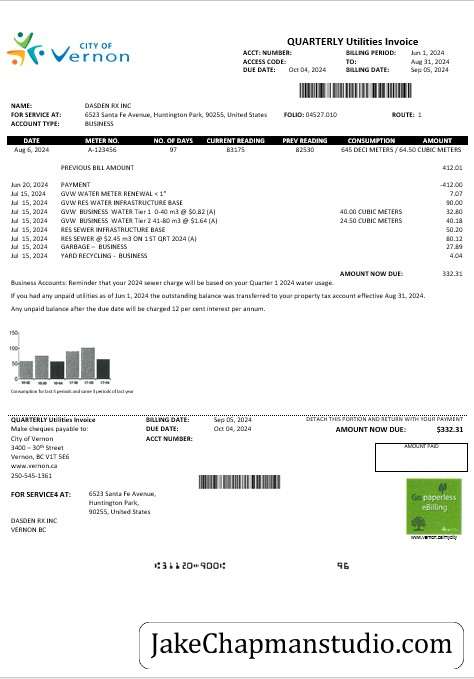 CITY OF
Vernon
QUARTERLY Utilities Invoice
ACCT. NUMBER: BILLING PERIOD: Jun 1, 2024
ACCESS CODE: TO: Aug 31, 2024
DUE DATE: Oct 04, 2024 BILLING DATE: Sep 05, 2024
NAME: DASDEN RX INC
FOR SERVICE AT: 6523 Santa Fe Avenue, Huntington Park, 90255, United States FOLIO: 04527.010 ROUTE: 1
ACCOUNT TYPE: BUSINESS
DATE METER NO. NO. OF DAYS CURRENT READING PREV READING CONSUMPTION AMOUNT
Aug 6, 2024 A-123456 97 83175 82530 645 DECI METERS / 64.50 CUBIC METERS
PREVIOUS BILL AMOUNT 412.01
Jun 20, 2024 PAYMENT -412.00
Jul 15, 2024 GVW WATER METER RENEWAL < 1" 7.07
Jul 15, 2024 GVW RES WATER INFRASTRUCTURE BASE 90.00
Jul 15, 2024 GVW BUSINESS WATER Tier 1 0-40 m3 @ $0.82 (A) 40.00 CUBIC METERS 32.80
Jul 15, 2024 GVW BUSINESS WATER Tier 2 41-80 m3 @ $1.64 (A) 24.50 CUBIC METERS 40.18
Jul 15, 2024 RES SEWER INFRASTRUCTURE BASE 50.20
Jul 15, 2024 RES SEWER @ $2.45 m3 ON 1ST QRT 2024 (A) 80.12
Jul 15, 2024 GARBAGE – BUSINESS 27.89
Jul 15, 2024 YARD RECYCLING - BUSINESS 4.04
AMOUNT NOW DUE: 332.31
Business Accounts: Reminder that your 2024 sewer charge will be based on your Quarter 1 2024 water usage.
If you had any unpaid utilities as of Jun 1, 2024 the outstanding balance was transferred to your property tax account effective Aug 31, 2024.
Any unpaid balance after the due date will be charged 12 per cent interest per annum.
150
100
50
0
Consumption for last 5 periods and same 3 periods of last year
QUARTERLY Utilities Invoice BILLING DATE: Sep 05, 2024 DETACH THIS PORTION AND RETURN WITH YOUR PAYMENT
Make cheques payable to: DUE DATE: Oct 04, 2024 AMOUNT NOW DUE: $332.31
City of Vernon ACCT NUMBER:
3400 – 30th Street
Vernon, BC V1T 5E6
www.vernon.ca
250-545-1361
AMOUNT PAID
FOR SERVICE4 AT: 6523 Santa Fe Avenue,
Huntington Park,
90255, United States
DASDEN RX INC
VERNON BC
Go paperless
eBilling
www.vernon.ca/mycity
96
JakeChapmanstudio.com